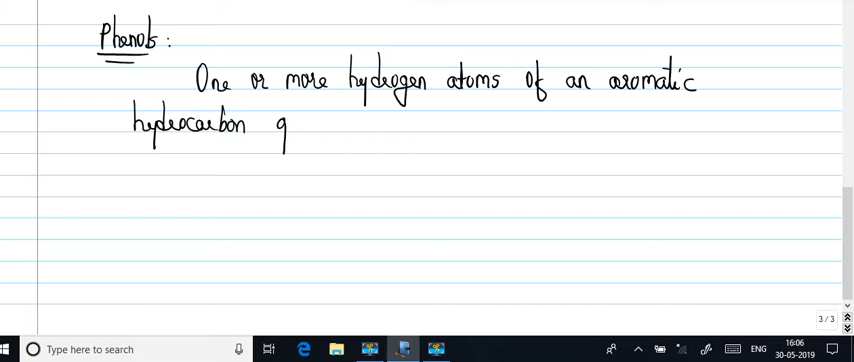 Phenols :
One or more hydrogen atoms of an aromatic
hydrocarbon g
3 / 3
Type here to search
ENG
16:06
30-05-2019